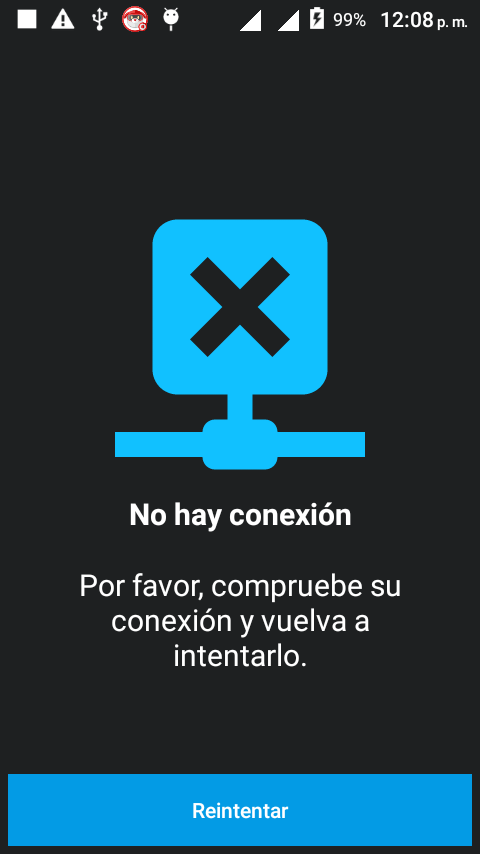 99% 12:08 p. m.
No hay conexión
Por favor, compruebe su
conexión y vuelva a
intentarlo.
Reintentar